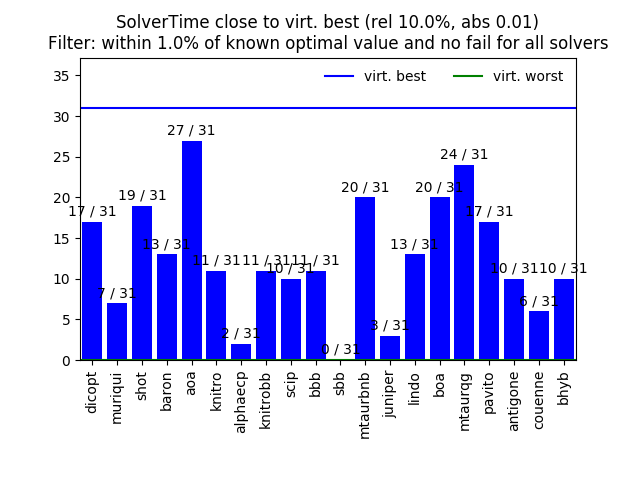 SolverTime close to virt. best (rel 10.0%, abs 0.01)
Filter: within 1.0% of known optimal value and no fail for all solvers
virt. best
virt. worst
35
30
25
20
15
10
5
0
17 / 31
7 / 31
19 / 31
13 / 31
27 / 31
11 / 31
2 / 31
11 / 31
10 / 31
11 / 31
0 / 31
20 / 31
3 / 31
13 / 31
20 / 31
24 / 31
17 / 31
10 / 31
6 / 31
10 / 31
dicopt
muriqui
shot
baron
aoa
knitro
alphaecp
knitrobb
scip
bbb
sbb
mtaurbnb
juniper
lindo
boa
mtaurqg
pavito
antigone
couenne
bhyb